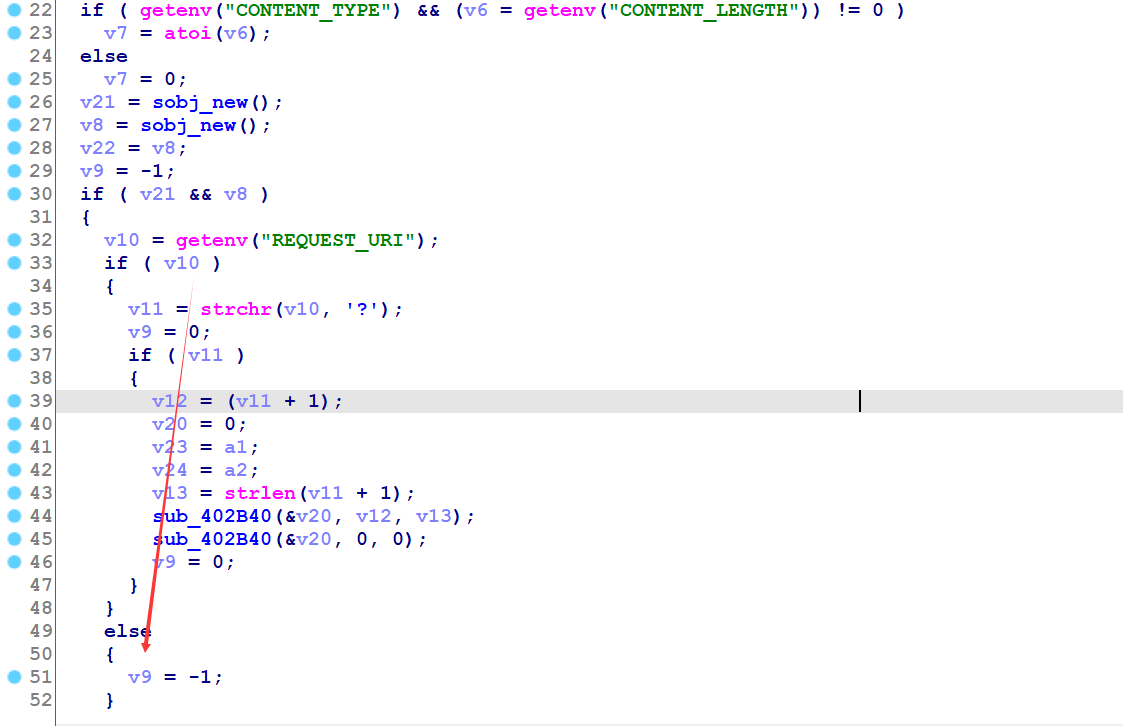 22 if ( getenv("CONTENT_TYPE") && (v6 = getenv("CONTENT_LENGTH")) != 0 )
23 v7 = atoi(v6);
24 else
25 v7 = 0;
26 v21 = sobj_new();
27 v8 = sobj_new();
28 v22 = v8;
29 v9 = -1;
30 if ( v21 && v8 )
31 {
32 v10 = getenv("REQUEST_URI");
33 if ( v10 )
34 {
35 v11 = strchr(v10, '?');
36 v9 = 0;
37 if ( v11 )
38 {
39 v12 = (v11 + 1);
40 v20 = 0;
41 v23 = a1;
42 v24 = a2;
43 v13 = strlen(v11 + 1);
44 sub_402B40(&v20, v12, v13);
45 sub_402B40(&v20, 0, 0);
46 v9 = 0;
47 }
48 }
49 else
50 {
51 v9 = -1;
52 }